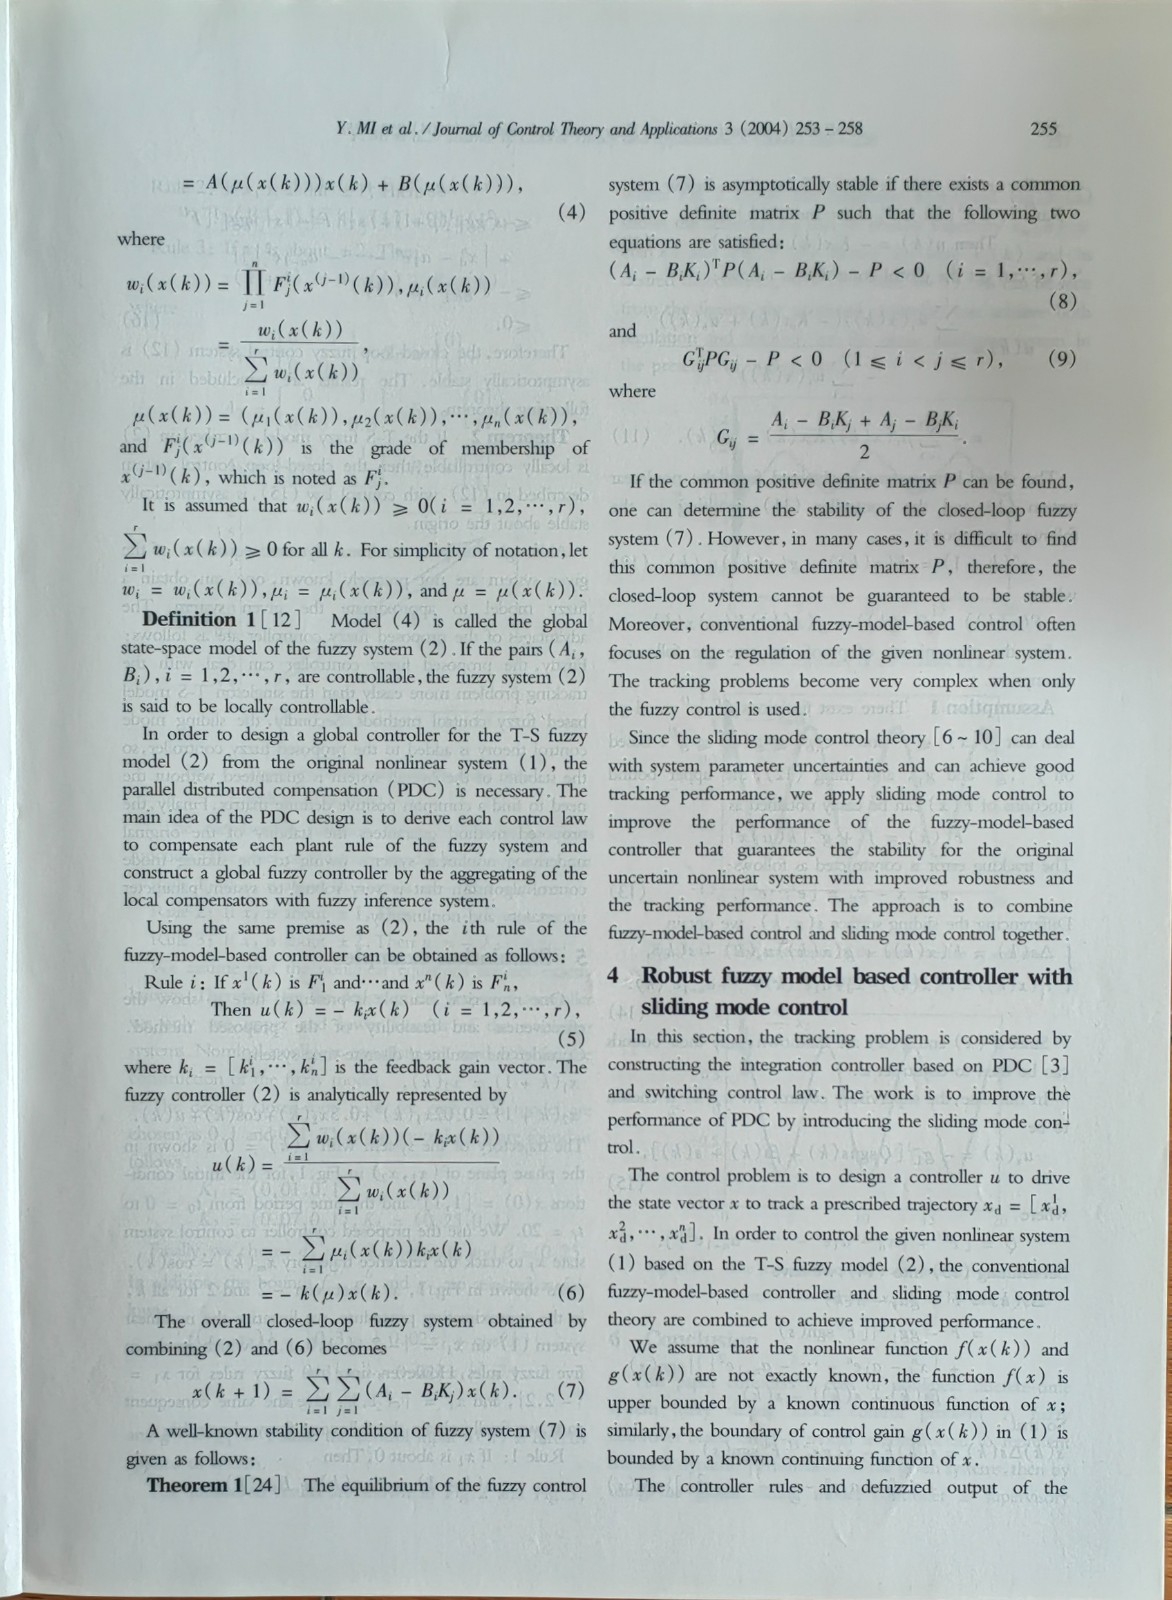 Y. MI et al. / Journal of Control Theory and Applications 3 (2004) 253 – 258 255
= A(μ(x(k)))x(k) + B(μ(x(k))),
(4)
where
w_i(x(k)) = ∏_{j=1}^{n} F_j^i(x^{(j-1)}(k)), μ_i(x(k))
= w_i(x(k)) / ∑_{i=1}^{r} w_i(x(k)),
μ(x(k)) = (μ_1(x(k)), μ_2(x(k)), ⋯, μ_n(x(k)),
and F_j^i(x^{(j-1)}(k)) is the grade of membership of
x^{(j-1)}(k), which is noted as F_j^i.
It is assumed that w_i(x(k)) ⩾ 0(i = 1,2,⋯,r),
∑_{i=1}^{r} w_i(x(k)) ⩾ 0 for all k. For simplicity of notation, let
w_i = w_i(x(k)), μ_i = μ_i(x(k)), and μ = μ(x(k)).
Definition 1[12] Model (4) is called the global
state-space model of the fuzzy system (2). If the pairs (A_i,
B_i), i = 1,2,⋯,r, are controllable, the fuzzy system (2)
is said to be locally controllable.
In order to design a global controller for the T-S fuzzy
model (2) from the original nonlinear system (1), the
parallel distributed compensation (PDC) is necessary. The
main idea of the PDC design is to derive each control law
to compensate each plant rule of the fuzzy system and
construct a global fuzzy controller by the aggregating of the
local compensators with fuzzy inference system.
Using the same premise as (2), the ith rule of the
fuzzy-model-based controller can be obtained as follows:
Rule i: If x^1(k) is F_1^i and⋯and x^n(k) is F_n^i,
Then u(k) = - k_i x(k) (i = 1,2,⋯,r),
(5)
where k_i = [k_1^i,⋯,k_n^i] is the feedback gain vector. The
fuzzy controller (2) is analytically represented by
u(k) = ∑_{i=1}^{r} w_i(x(k))(- k_i x(k)) / ∑_{i=1}^{r} w_i(x(k))
= - ∑_{i=1}^{r} μ_i(x(k))k_i x(k)
= - k(μ)x(k). (6)
The overall closed-loop fuzzy system obtained by
combining (2) and (6) becomes
x(k + 1) = ∑_{i=1}^{r} ∑_{j=1}^{r} (A_i - B_iK_j)x(k). (7)
A well-known stability condition of fuzzy system (7) is
given as follows:
Theorem 1[24] The equilibrium of the fuzzy control
system (7) is asymptotically stable if there exists a common
positive definite matrix P such that the following two
equations are satisfied:
(A_i - B_iK_i)^T P(A_i - B_iK_i) - P < 0 (i = 1,⋯,r),
(8)
and
G_{ij}^T PG_{ij} - P < 0 (1 ⩽ i < j ⩽ r), (9)
where
G_{ij} = (A_i - B_iK_j + A_j - B_jK_i) / 2.
If the common positive definite matrix P can be found,
one can determine the stability of the closed-loop fuzzy
system (7). However, in many cases, it is difficult to find
this common positive definite matrix P, therefore, the
closed-loop system cannot be guaranteed to be stable.
Moreover, conventional fuzzy-model-based control often
focuses on the regulation of the given nonlinear system.
The tracking problems become very complex when only
the fuzzy control is used.
Since the sliding mode control theory [6 ~ 10] can deal
with system parameter uncertainties and can achieve good
tracking performance, we apply sliding mode control to
improve the performance of the fuzzy-model-based
controller that guarantees the stability for the original
uncertain nonlinear system with improved robustness and
the tracking performance. The approach is to combine
fuzzy-model-based control and sliding mode control together.
4 Robust fuzzy model based controller with
sliding mode control
In this section, the tracking problem is considered by
constructing the integration controller based on PDC [3]
and switching control law. The work is to improve the
performance of PDC by introducing the sliding mode con-
trol.
The control problem is to design a controller u to drive
the state vector x to track a prescribed trajectory x_d = [x_d^1,
x_d^2,⋯,x_d^n]. In order to control the given nonlinear system
(1) based on the T-S fuzzy model (2), the conventional
fuzzy-model-based controller and sliding mode control
theory are combined to achieve improved performance.
We assume that the nonlinear function f(x(k)) and
g(x(k)) are not exactly known, the function f(x) is
upper bounded by a known continuous function of x;
similarly, the boundary of control gain g(x(k)) in (1) is
bounded by a known continuing function of x.
The controller rules and defuzzied output of the